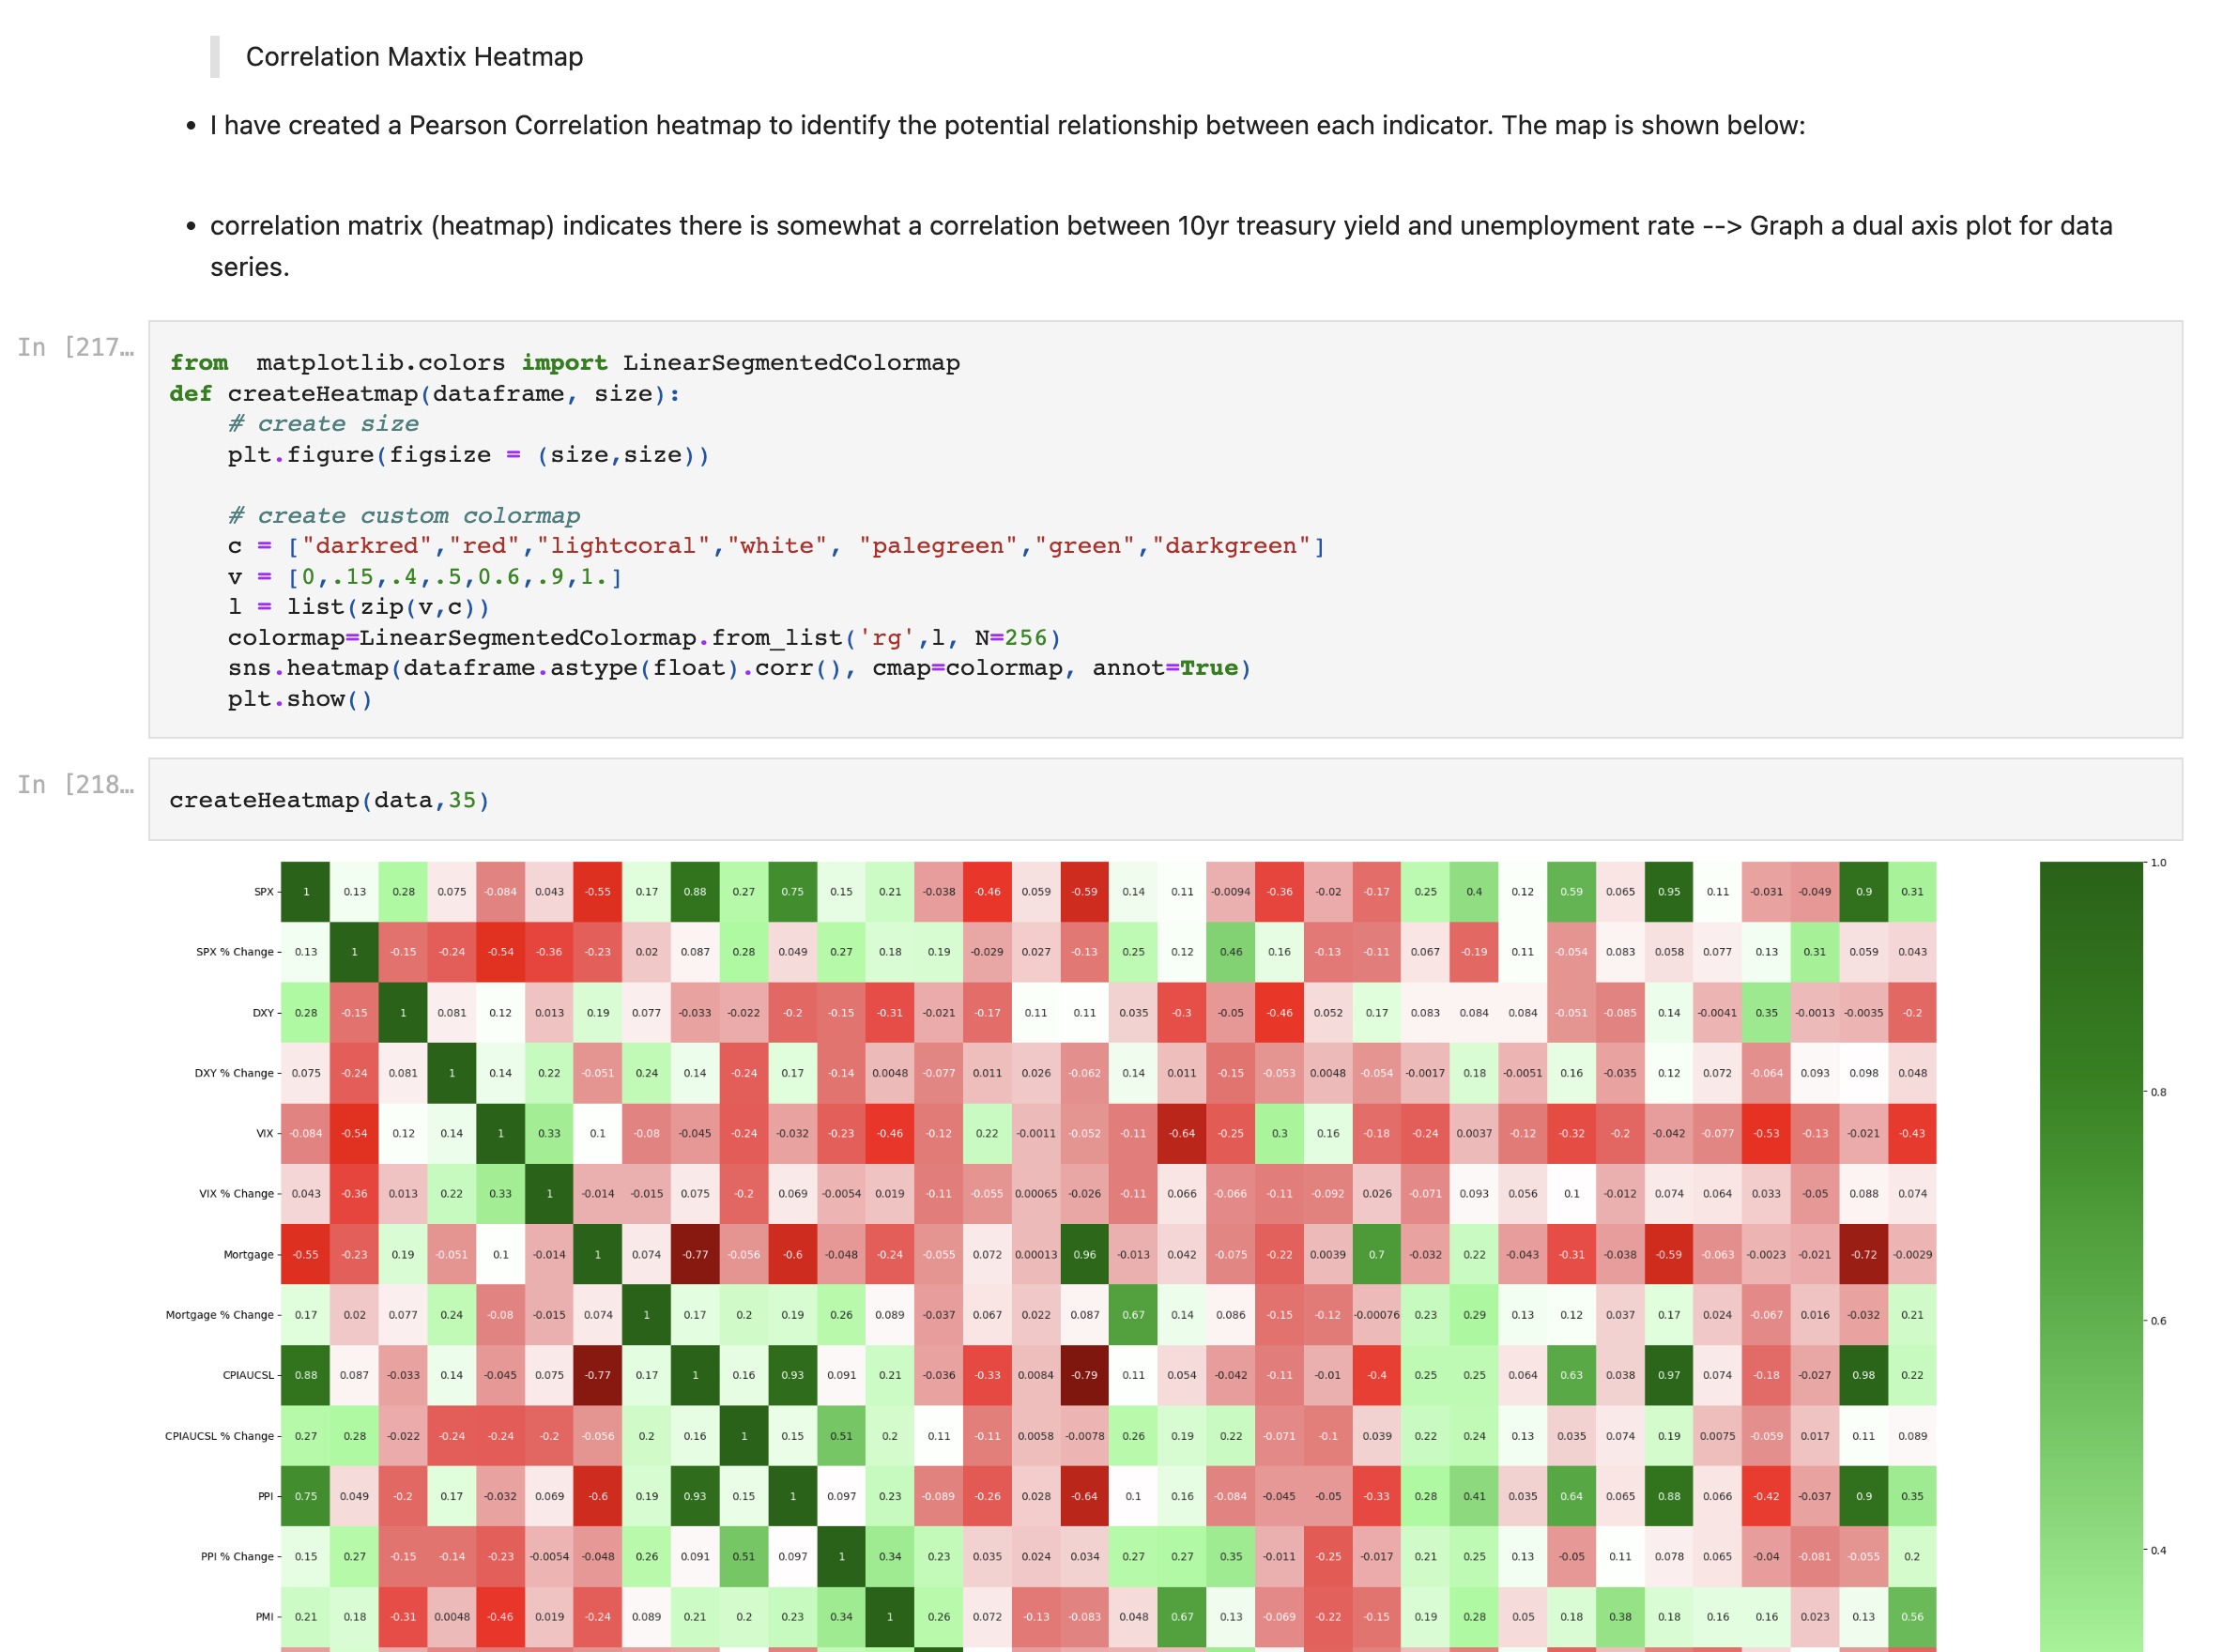 Correlation Maxtix Heatmap
• I have created a Pearson Correlation heatmap to identify the potential relationship between each indicator. The map is shown below:
• correlation matrix (heatmap) indicates there is somewhat a correlation between 10yr treasury yield and unemployment rate --> Graph a dual axis plot for data
series.
In [217…
from  matplotlib.colors import LinearSegmentedColormap
def createHeatmap(dataframe, size):
    # create size
    plt.figure(figsize = (size,size))
    # create custom colormap
    c = ["darkred","red","lightcoral","white", "palegreen","green","darkgreen"]
    v = [0,.15,.4,.5,0.6,.9,1.]
    l = list(zip(v,c))
    colormap=LinearSegmentedColormap.from_list('rg',l, N=256)
    sns.heatmap(dataframe.astype(float).corr(), cmap=colormap, annot=True)
    plt.show()
In [218…
createHeatmap(data,35)
SPX 1 0.13 0.28 0.075 -0.084 0.043 -0.55 0.17 0.88 0.27 0.75 0.15 0.21 -0.038 -0.46 0.059 -0.59 0.14 0.11 -0.0094 -0.36 -0.02 -0.17 0.25 0.4 0.12 0.59 0.065 0.95 0.11 -0.031 -0.049 0.9 0.31
1.0
SPX % Change 0.13 1 -0.15 -0.24 -0.54 -0.36 -0.23 0.02 0.087 0.28 0.049 0.27 0.18 0.19 -0.029 0.027 -0.13 0.25 0.12 0.46 0.16 -0.13 -0.11 0.067 -0.19 0.11 -0.054 0.083 0.058 0.077 0.13 0.31 0.059 0.043
DXY 0.28 -0.15 1 0.081 0.12 0.013 0.19 0.077 -0.033 -0.022 -0.2 -0.15 -0.31 -0.021 -0.17 0.11 0.11 0.035 -0.3 -0.05 -0.46 0.052 0.17 0.083 0.084 0.084 -0.051 -0.085 0.14 -0.0041 0.35 -0.0013 -0.0035 -0.2
DXY % Change 0.075 -0.24 0.081 1 0.14 0.22 -0.051 0.24 0.14 -0.24 0.17 -0.14 0.0048 -0.077 0.011 0.026 -0.062 0.14 0.011 -0.15 -0.053 0.0048 -0.054 -0.0017 0.18 -0.0051 0.16 -0.035 0.12 0.072 -0.064 0.093 0.098 0.048
0.8
VIX -0.084 -0.54 0.12 0.14 1 0.33 0.1 -0.08 -0.045 -0.24 -0.032 -0.23 -0.46 -0.12 0.22 -0.0011 -0.052 -0.11 -0.64 -0.25 0.3 0.16 -0.18 -0.24 0.0037 -0.12 -0.32 -0.2 -0.042 -0.077 -0.53 -0.13 -0.021 -0.43
VIX % Change 0.043 -0.36 0.013 0.22 0.33 1 -0.014 -0.015 0.075 -0.2 0.069 -0.0054 0.019 -0.11 -0.055 0.00065 -0.026 -0.11 0.066 -0.066 -0.11 -0.092 0.026 -0.071 0.093 0.056 0.1 -0.012 0.074 0.064 0.033 -0.05 0.088 0.074
Mortgage -0.55 -0.23 0.19 -0.051 0.1 -0.014 1 0.074 -0.77 -0.056 -0.6 -0.048 -0.24 -0.055 0.072 0.00013 0.96 -0.013 0.042 -0.075 -0.22 0.0039 0.7 -0.032 0.22 -0.043 -0.31 -0.038 -0.59 -0.063 -0.0023 -0.021 -0.72 -0.0029
Mortgage % Change 0.17 0.02 0.077 0.24 -0.08 -0.015 0.074 1 0.17 0.2 0.19 0.26 0.089 -0.037 0.067 0.022 0.087 0.67 0.14 0.086 -0.15 -0.12 -0.00076 0.23 0.29 0.13 0.12 0.037 0.17 0.024 -0.067 0.016 -0.032 0.21
0.6
CPIAUCSL 0.88 0.087 -0.033 0.14 -0.045 0.075 -0.77 0.17 1 0.16 0.93 0.091 0.21 -0.036 -0.33 0.0084 -0.79 0.11 0.054 -0.042 -0.11 -0.01 -0.4 0.25 0.25 0.064 0.63 0.038 0.97 0.074 -0.18 -0.027 0.98 0.22
CPIAUCSL % Change 0.27 0.28 -0.022 -0.24 -0.24 -0.2 -0.056 0.2 0.16 1 0.15 0.51 0.2 0.11 -0.11 0.0058 -0.0078 0.26 0.19 0.22 -0.071 -0.1 0.039 0.22 0.24 0.13 0.035 0.074 0.19 0.0075 -0.059 0.017 0.11 0.089
PPI 0.75 0.049 -0.2 0.17 -0.032 0.069 -0.6 0.19 0.93 0.15 1 0.097 0.23 -0.089 -0.26 0.028 -0.64 0.1 0.16 -0.084 -0.045 -0.05 -0.33 0.28 0.41 0.035 0.64 0.065 0.88 0.066 -0.42 -0.037 0.9 0.35
PPI % Change 0.15 0.27 -0.15 -0.14 -0.23 -0.0054 -0.048 0.26 0.091 0.51 0.097 1 0.34 0.23 0.035 0.024 0.034 0.27 0.27 0.35 -0.011 -0.25 -0.017 0.21 0.25 0.13 -0.05 0.11 0.078 0.065 -0.04 -0.081 -0.055 0.2
0.4
PMI 0.21 0.18 -0.31 0.0048 -0.46 0.019 -0.24 0.089 0.21 0.2 0.23 0.34 1 0.26 0.072 -0.13 -0.083 0.048 0.67 0.13 -0.069 -0.22 -0.15 0.19 0.28 0.05 0.18 0.38 0.18 0.16 0.16 0.023 0.13 0.56